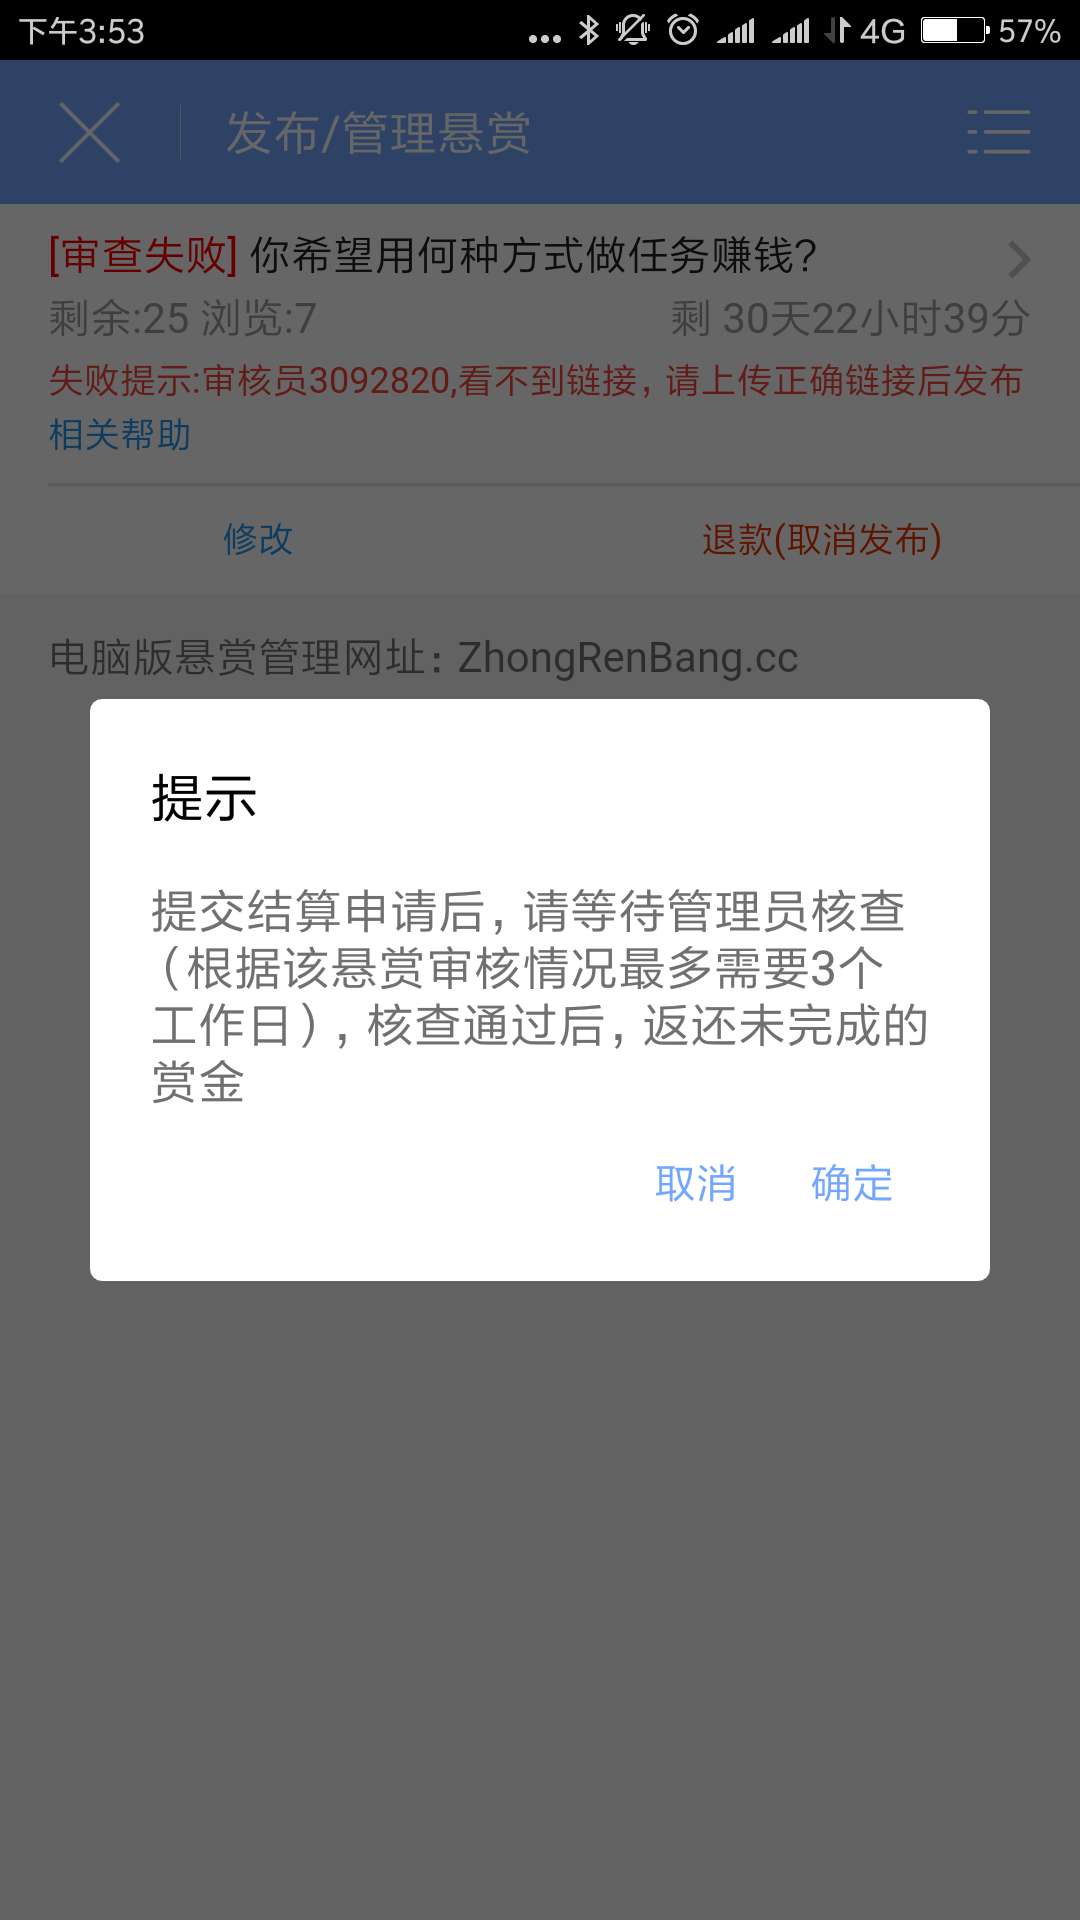 下午3:53
4G
57%
发布/管理悬赏
[审查失败] 你希望用何种方式做任务赚钱?
剩余:25 浏览:7
剩 30天22小时39分
失败提示:审核员3092820,看不到链接，请上传正确链接后发布
相关帮助
修改
退款(取消发布)
电脑版悬赏管理网址：ZhongRenBang.cc
提示
提交结算申请后，请等待管理员核查
（根据该悬赏审核情况最多需要3个
工作日），核查通过后，返还未完成的
赏金
取消
确定